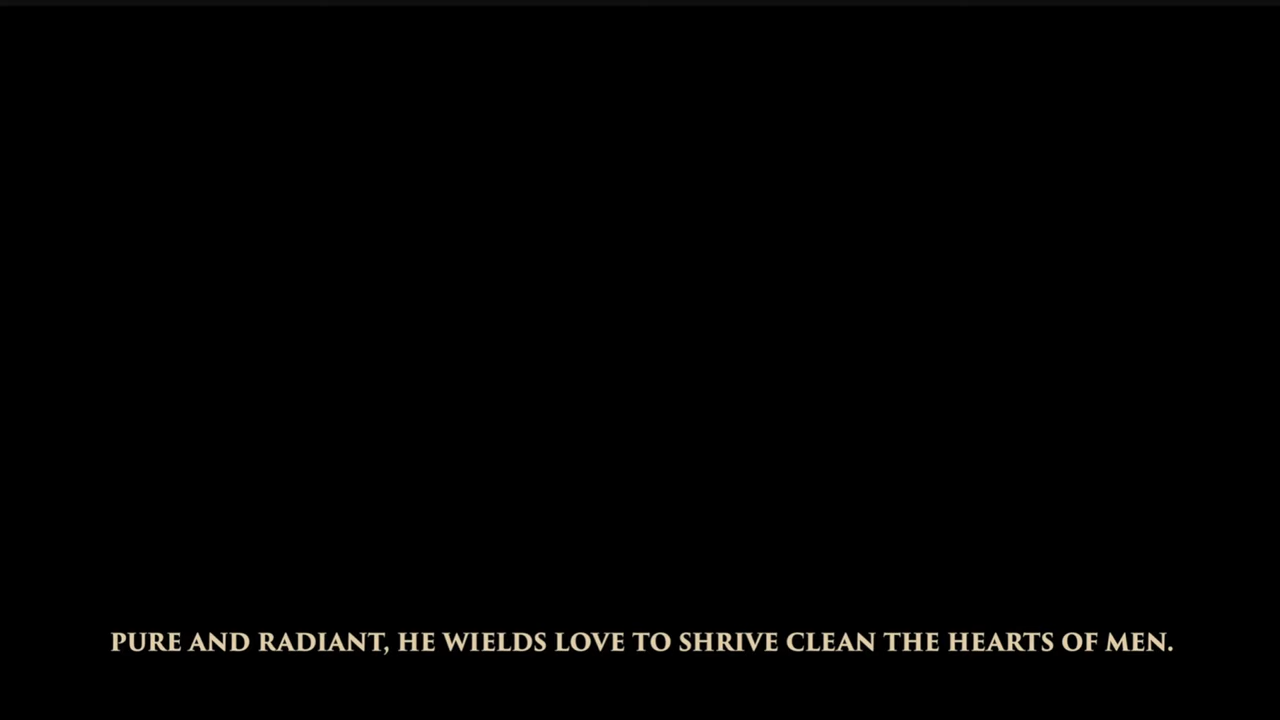 PURE AND RADIANT, HE WIELDS LOVE TO SHRIVE CLEAN THE HEARTS OF MEN.